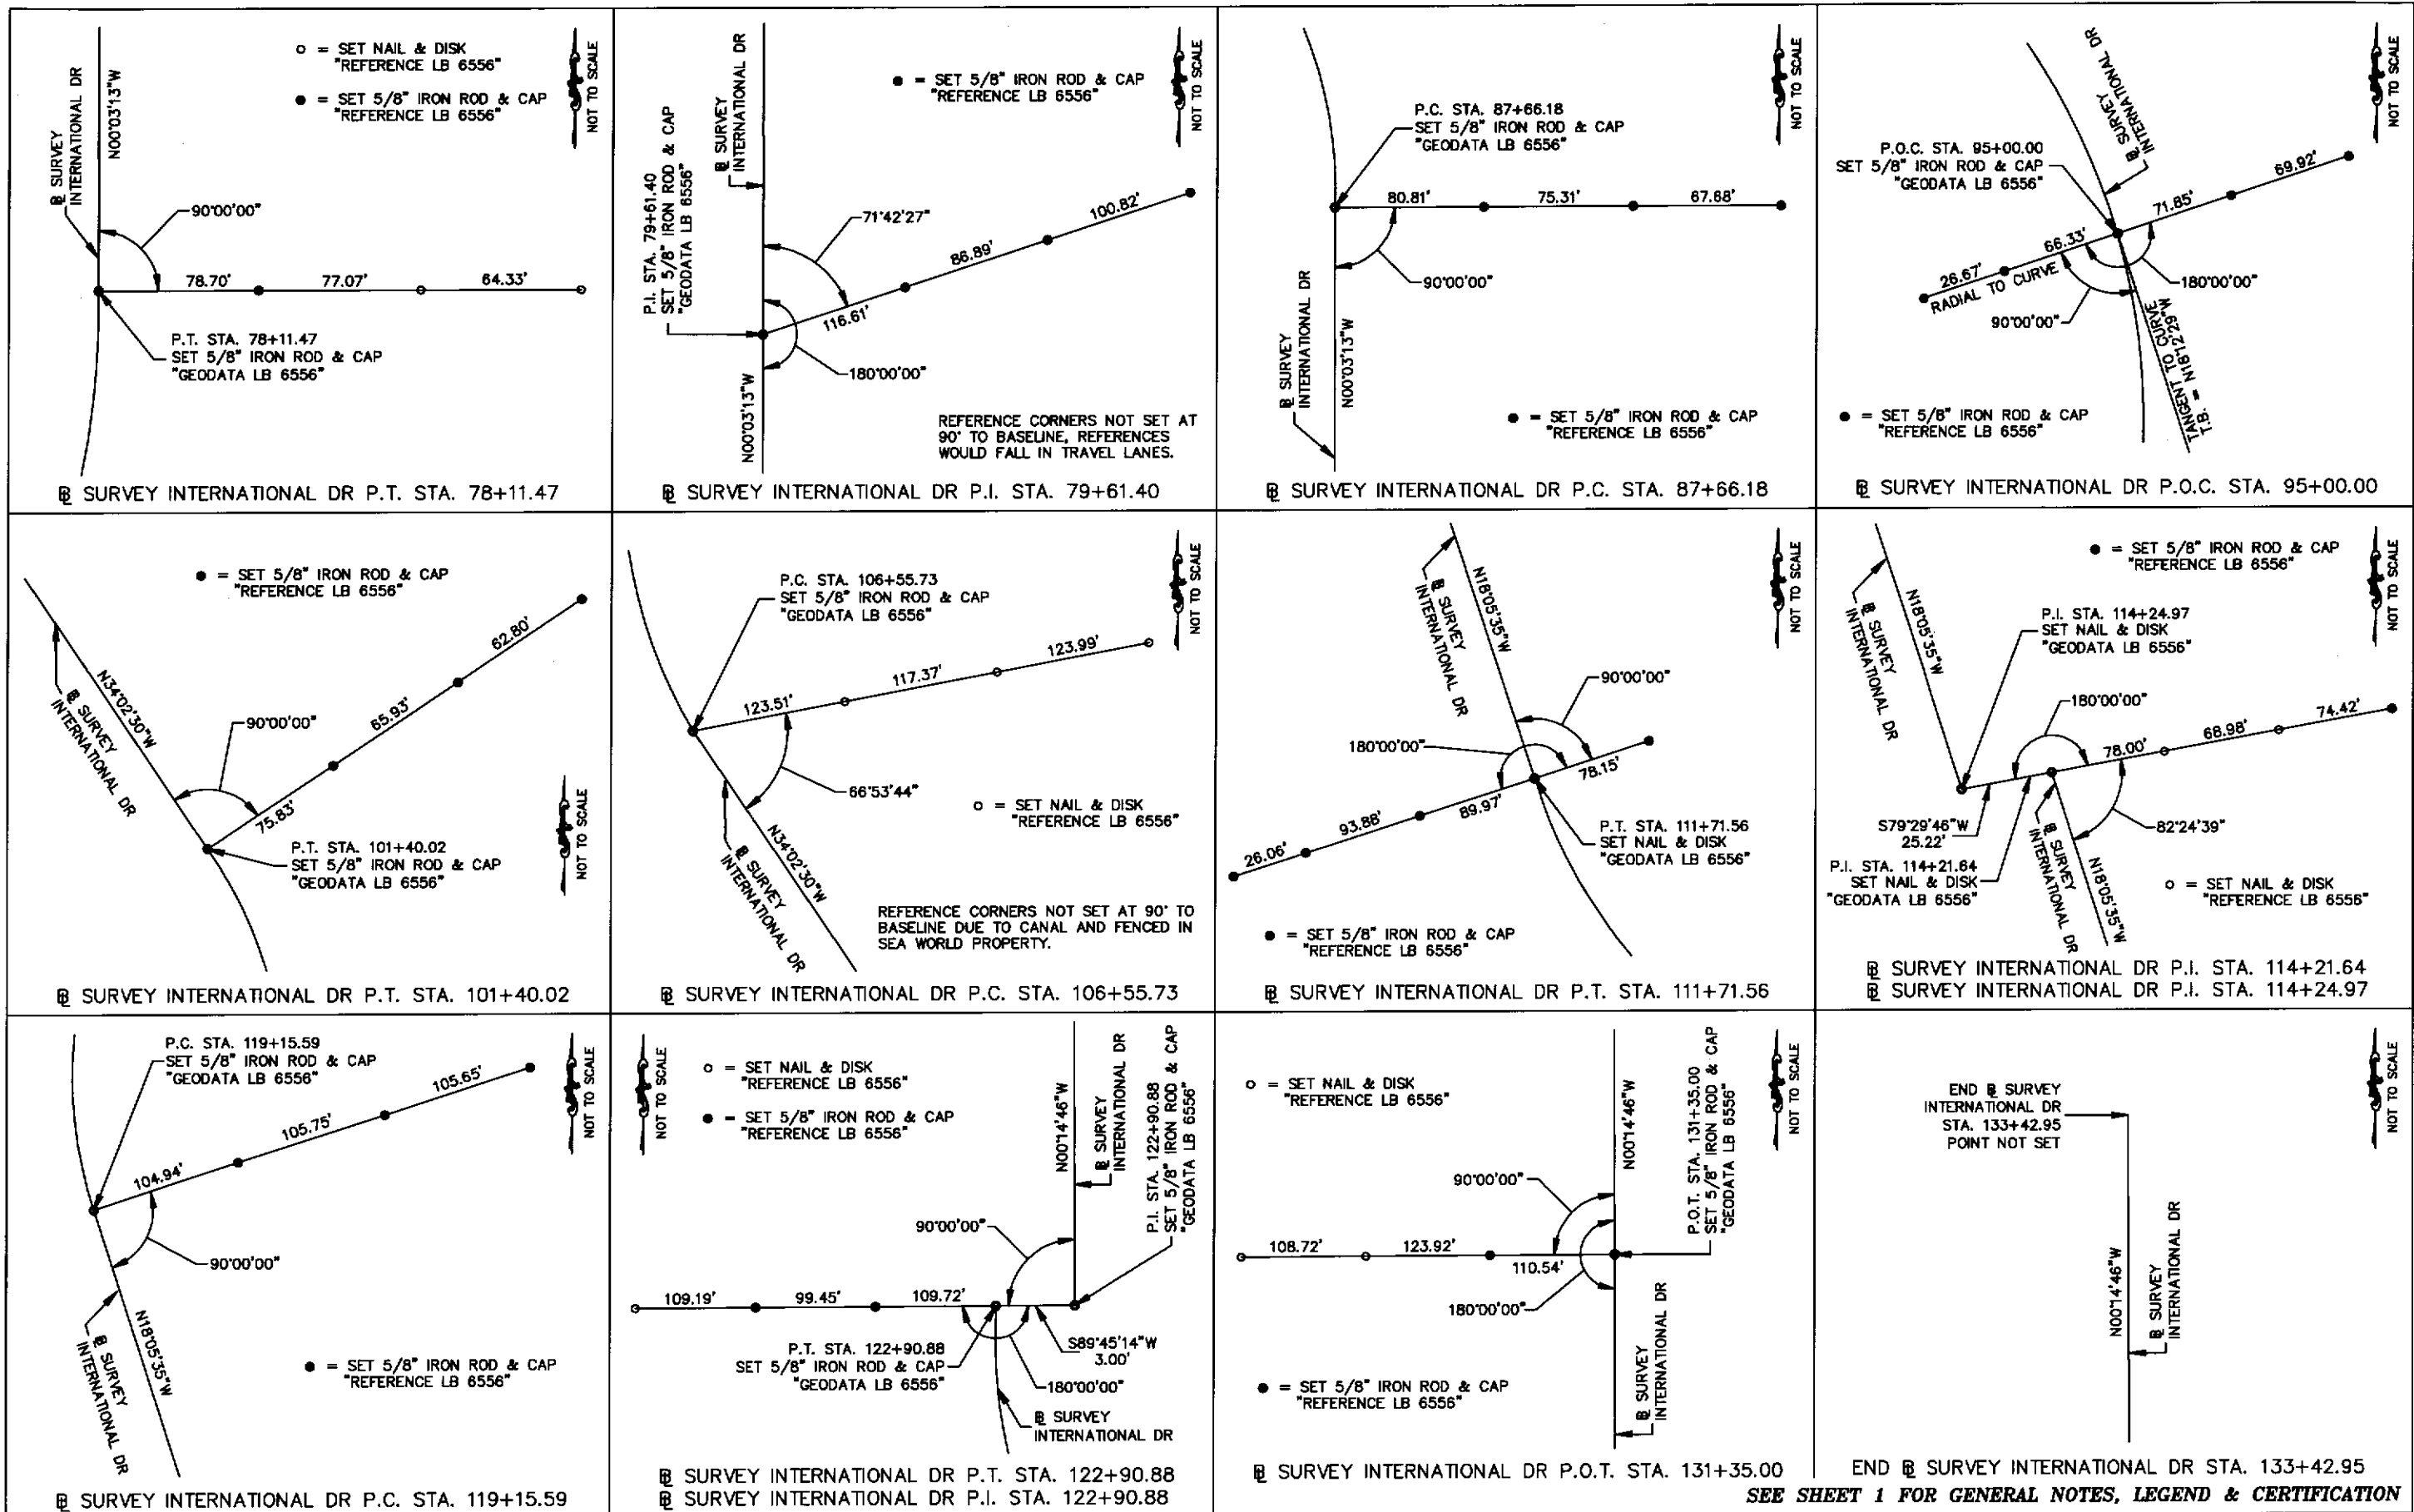 ○ = SET NAIL & DISK
"REFERENCE LB 6556"
● = SET 5/8" IRON ROD & CAP
"REFERENCE LB 6556"
NOT TO SCALE
N00°03'13"W
℄ SURVEY
INTERNATIONAL DR
90°00'00"
78.70'
77.07'
64.33'
P.T. STA. 78+11.47
SET 5/8" IRON ROD & CAP
"GEODATA LB 6556"
℄ SURVEY INTERNATIONAL DR P.T. STA. 78+11.47
℄ SURVEY
INTERNATIONAL DR
● = SET 5/8" IRON ROD & CAP
"REFERENCE LB 6556"
NOT TO SCALE
P.I. STA. 79+61.40
SET 5/8" IRON ROD & CAP
"GEODATA LB 6556"
71°42'27"
100.82'
86.89'
116.61'
180°00'00"
N00°03'13"W
REFERENCE CORNERS NOT SET AT
90° TO BASELINE, REFERENCES
WOULD FALL IN TRAVEL LANES.
℄ SURVEY INTERNATIONAL DR P.I. STA. 79+61.40
NOT TO SCALE
P.C. STA. 87+66.18
SET 5/8" IRON ROD & CAP
"GEODATA LB 6556"
80.81'
75.31'
67.68'
90°00'00"
℄ SURVEY
INTERNATIONAL DR
N00°03'13"W
● = SET 5/8" IRON ROD & CAP
"REFERENCE LB 6556"
℄ SURVEY INTERNATIONAL DR P.C. STA. 87+66.18
℄ SURVEY
INTERNATIONAL DR
NOT TO SCALE
P.O.C. STA. 95+00.00
SET 5/8" IRON ROD & CAP
"GEODATA LB 6556"
69.92'
71.85'
66.33'
26.67'
RADIAL TO CURVE
180°00'00"
90°00'00"
TANGENT TO CURVE
T.B. = N18°12'29"W
● = SET 5/8" IRON ROD & CAP
"REFERENCE LB 6556"
℄ SURVEY INTERNATIONAL DR P.O.C. STA. 95+00.00
● = SET 5/8" IRON ROD & CAP
"REFERENCE LB 6556"
62.80'
65.93'
75.83'
N34°02'30"W
℄ SURVEY
INTERNATIONAL DR
90°00'00"
NOT TO SCALE
P.T. STA. 101+40.02
SET 5/8" IRON ROD & CAP
"GEODATA LB 6556"
℄ SURVEY INTERNATIONAL DR P.T. STA. 101+40.02
NOT TO SCALE
P.C. STA. 106+55.73
SET 5/8" IRON ROD & CAP
"GEODATA LB 6556"
123.51'
117.37'
123.99'
66°53'44"
○ = SET NAIL & DISK
"REFERENCE LB 6556"
N34°02'30"W
℄ SURVEY
INTERNATIONAL DR
REFERENCE CORNERS NOT SET AT 90° TO
BASELINE DUE TO CANAL AND FENCED IN
SEA WORLD PROPERTY.
℄ SURVEY INTERNATIONAL DR P.C. STA. 106+55.73
NOT TO SCALE
N18°05'35"W
℄ SURVEY
INTERNATIONAL DR
90°00'00"
180°00'00"
78.15'
89.97'
93.88'
26.06'
P.T. STA. 111+71.56
SET NAIL & DISK
"GEODATA LB 6556"
● = SET 5/8" IRON ROD & CAP
"REFERENCE LB 6556"
℄ SURVEY INTERNATIONAL DR P.T. STA. 111+71.56
● = SET 5/8" IRON ROD & CAP
"REFERENCE LB 6556"
NOT TO SCALE
N18°05'35"W
℄ SURVEY
INTERNATIONAL DR
P.I. STA. 114+24.97
SET NAIL & DISK
"GEODATA LB 6556"
180°00'00"
78.00'
68.98'
74.42'
S79°29'46"W
25.22'
82°24'39"
P.I. STA. 114+21.64
SET NAIL & DISK
"GEODATA LB 6556"
℄ SURVEY
INTERNATIONAL DR
N18°05'35"W
○ = SET NAIL & DISK
"REFERENCE LB 6556"
℄ SURVEY INTERNATIONAL DR P.I. STA. 114+21.64
℄ SURVEY INTERNATIONAL DR P.I. STA. 114+24.97
P.C. STA. 119+15.59
SET 5/8" IRON ROD & CAP
"GEODATA LB 6556"
NOT TO SCALE
105.65'
105.75'
104.94'
90°00'00"
N18°05'35"W
℄ SURVEY
INTERNATIONAL DR
● = SET 5/8" IRON ROD & CAP
"REFERENCE LB 6556"
℄ SURVEY INTERNATIONAL DR P.C. STA. 119+15.59
NOT TO SCALE
○ = SET NAIL & DISK
"REFERENCE LB 6556"
● = SET 5/8" IRON ROD & CAP
"REFERENCE LB 6556"
N00°14'46"W
℄ SURVEY
INTERNATIONAL DR
P.I. STA. 122+90.88
SET 5/8" IRON ROD & CAP
"GEODATA LB 6556"
90°00'00"
109.19'
99.45'
109.72'
S89°45'14"W
3.00'
P.T. STA. 122+90.88
SET 5/8" IRON ROD & CAP
"GEODATA LB 6556"
180°00'00"
℄ SURVEY
INTERNATIONAL DR
℄ SURVEY INTERNATIONAL DR P.T. STA. 122+90.88
℄ SURVEY INTERNATIONAL DR P.I. STA. 122+90.88
○ = SET NAIL & DISK
"REFERENCE LB 6556"
N00°14'46"W
P.O.T. STA. 131+35.00
SET 5/8" IRON ROD & CAP
"GEODATA LB 6556"
NOT TO SCALE
90°00'00"
108.72'
123.92'
110.54'
180°00'00"
● = SET 5/8" IRON ROD & CAP
"REFERENCE LB 6556"
℄ SURVEY
INTERNATIONAL DR
℄ SURVEY INTERNATIONAL DR P.O.T. STA. 131+35.00
END ℄ SURVEY
INTERNATIONAL DR
STA. 133+42.95
POINT NOT SET
NOT TO SCALE
N00°14'46"W
℄ SURVEY
INTERNATIONAL DR
END ℄ SURVEY INTERNATIONAL DR STA. 133+42.95
SEE SHEET 1 FOR GENERAL NOTES, LEGEND & CERTIFICATION